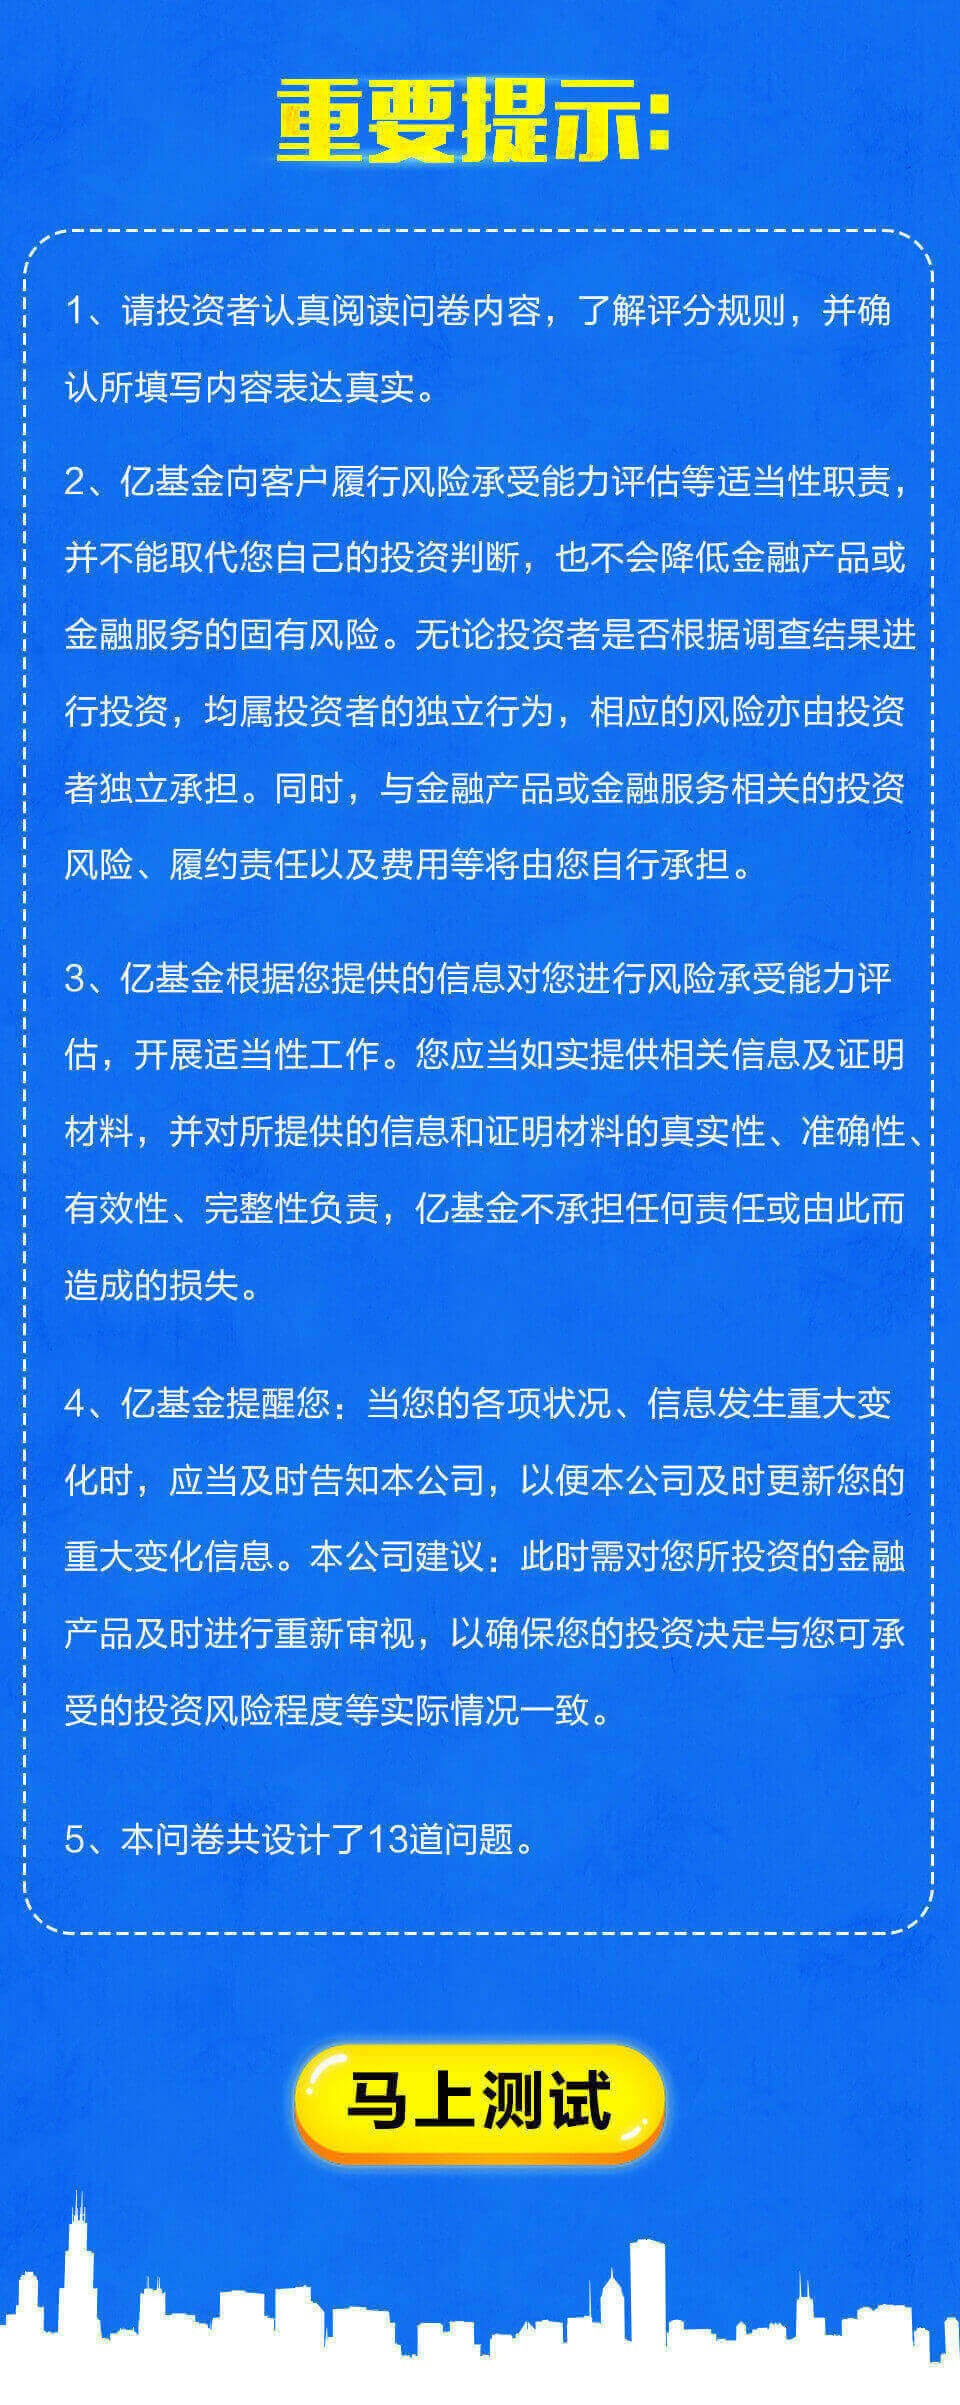 重要提示:
1、请投资者认真阅读问卷内容，了解评分规则，并确
认所填写内容表达真实。
2、亿基金向客户履行风险承受能力评估等适当性职责，
并不能取代您自己的投资判断，也不会降低金融产品或
金融服务的固有风险。无t论投资者是否根据调查结果进
行投资，均属投资者的独立行为，相应的风险亦由投资
者独立承担。同时，与金融产品或金融服务相关的投资
风险、履约责任以及费用等将由您自行承担。
3、亿基金根据您提供的信息对您进行风险承受能力评
估，开展适当性工作。您应当如实提供相关信息及证明
材料，并对所提供的信息和证明材料的真实性、准确性、
有效性、完整性负责，亿基金不承担任何责任或由此而
造成的损失。
4、亿基金提醒您：当您的各项状况、信息发生重大变
化时，应当及时告知本公司，以便本公司及时更新您的
重大变化信息。本公司建议：此时需对您所投资的金融
产品及时进行重新审视，以确保您的投资决定与您可承
受的投资风险程度等实际情况一致。
5、本问卷共设计了13道问题。
马上测试